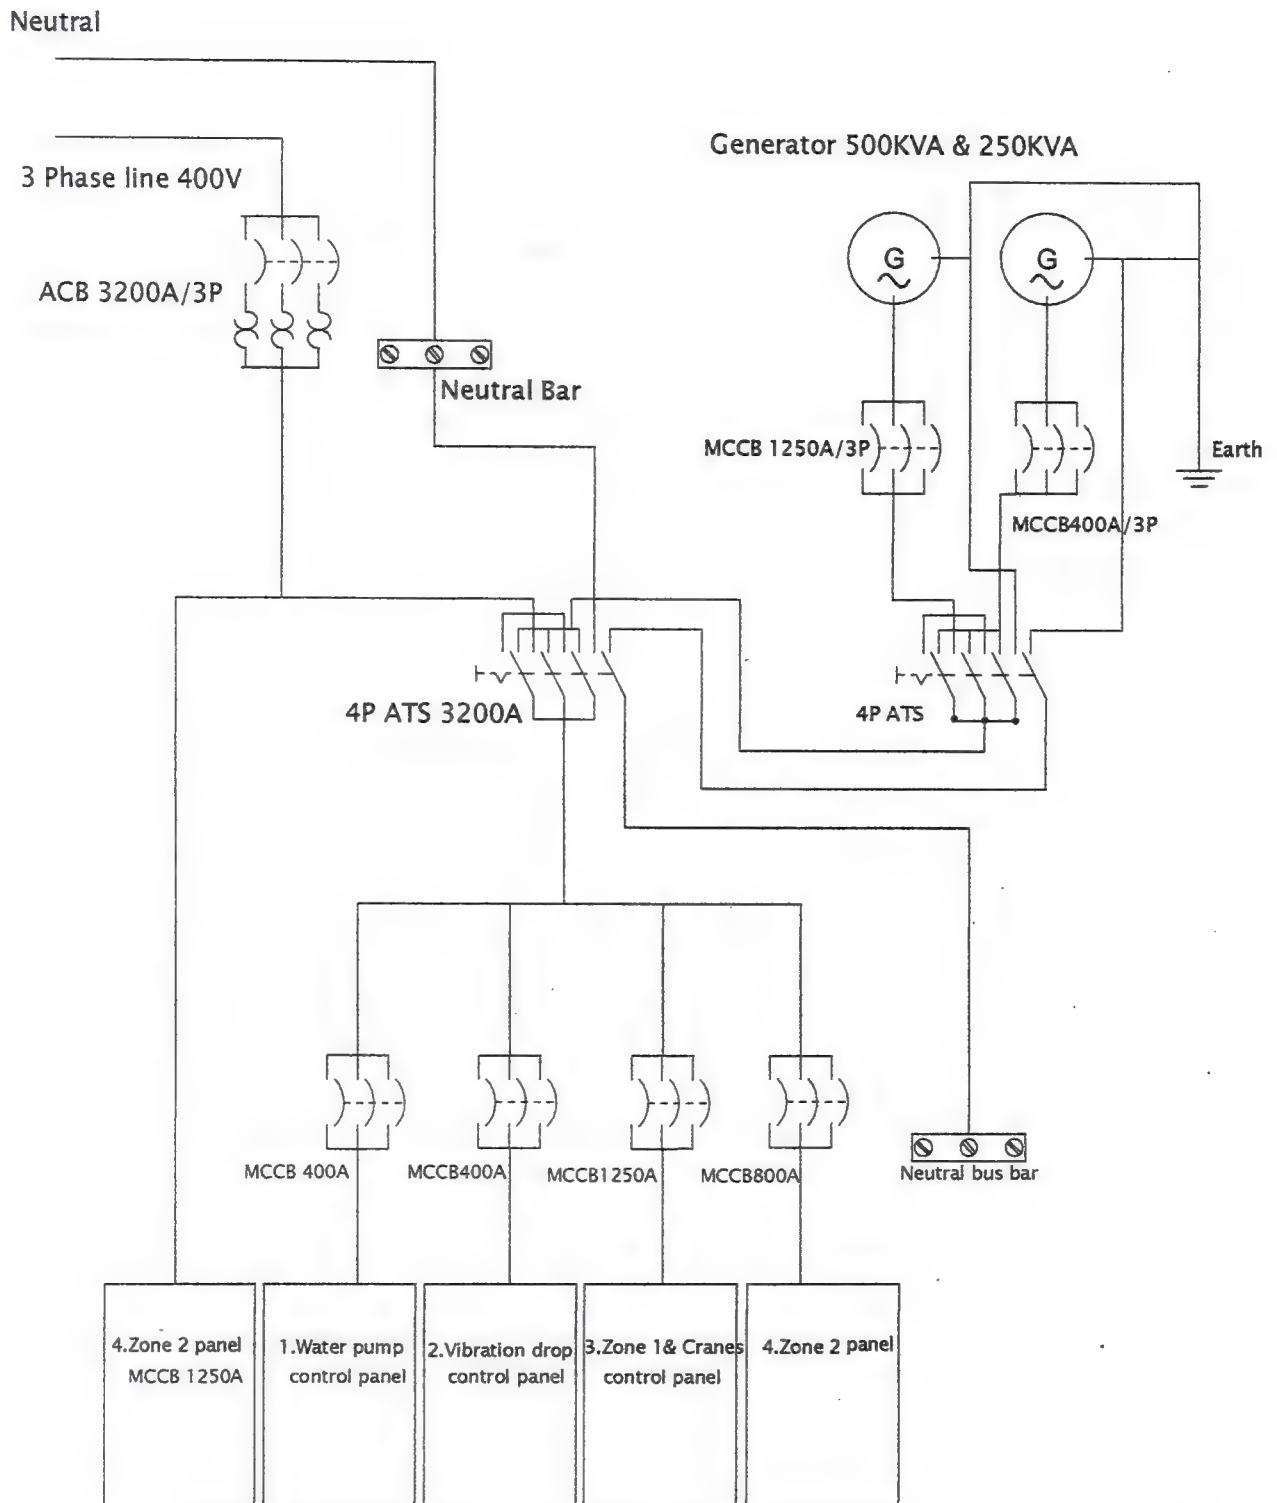 Neutral
Generator 500KVA & 250KVA
3 Phase line 400V
G
G
ACB 3200A/3P
Neutral Bar
MCCB 1250A/3P
Earth
MCCB400A/3P
4P ATS 3200A
4P ATS
MCCB 400A
MCCB400A
MCCB1250A
MCCB800A
Neutral bus bar
4.Zone 2 panel
MCCB 1250A
1.Water pump
control panel
2.Vibration drop
control panel
3.Zone 1& Cranes
control panel
4.Zone 2 panel